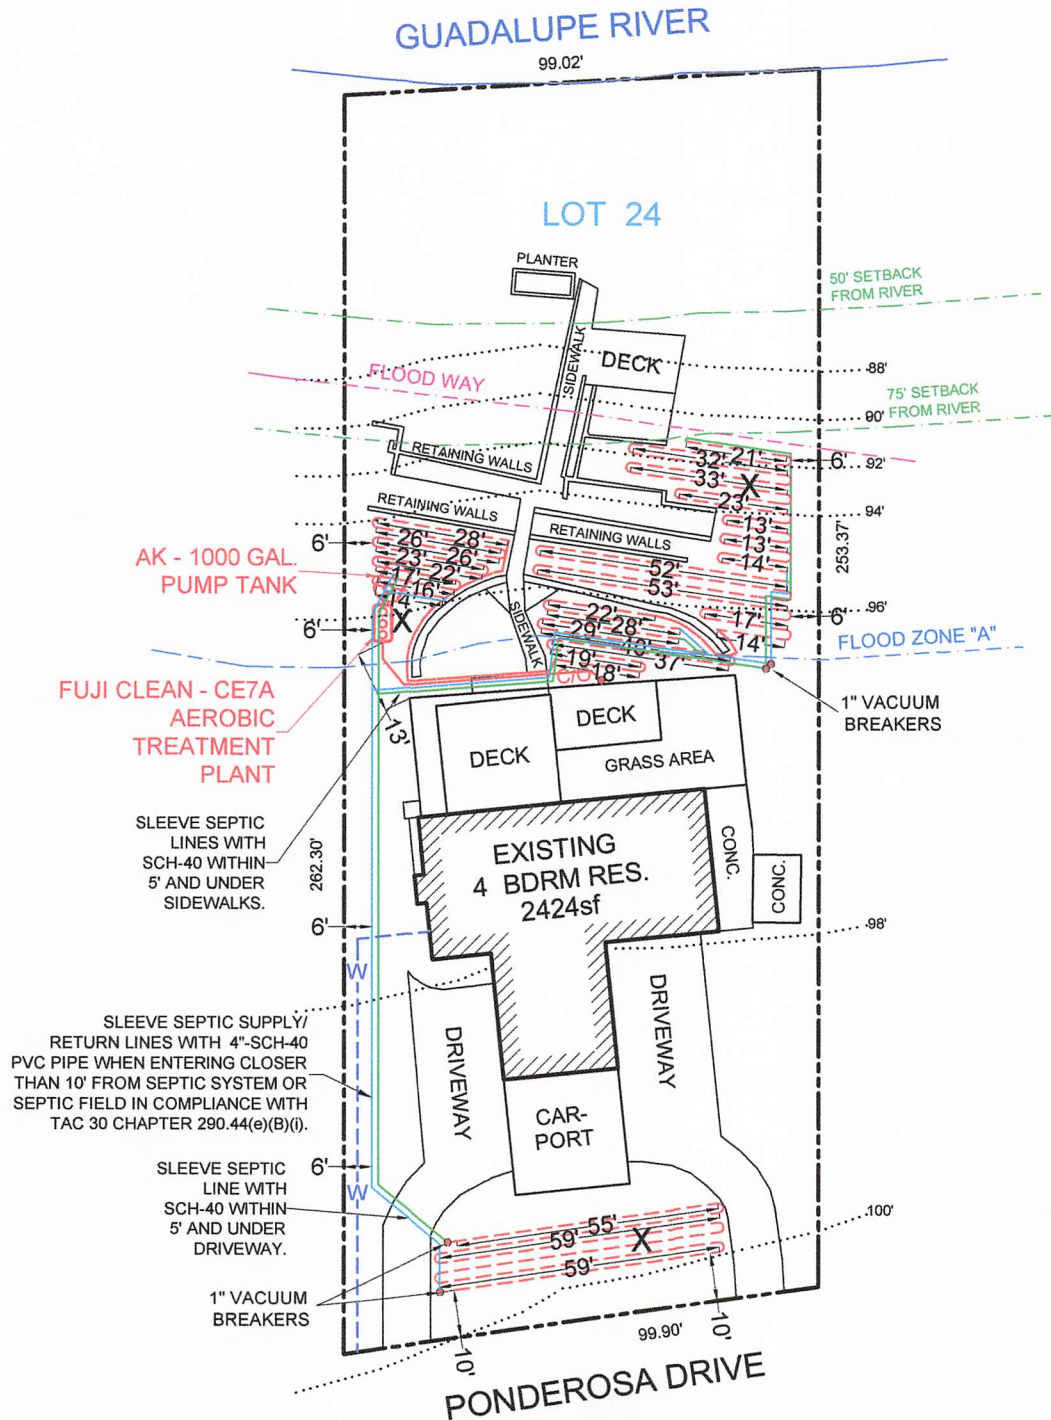 GUADALUPE RIVER
99.02'
LOT 24
PLANTER
50' SETBACK
FROM RIVER
SIDEWALK
DECK
88'
FLOOD WAY
75' SETBACK
FROM RIVER
90'
RETAINING WALLS
21'
32'
6'
92'
33'
X
23'
94'
RETAINING WALLS
RETAINING WALLS
13'
13'
14'
253.37'
6'
26'
28'
23'
26'
17'
22'
16'
14'
X
AK - 1000 GAL.
PUMP TANK
52'
53'
96'
6'
SIDEWALK
22'
28'
29'
17'
6'
14'
FLOOD ZONE "A"
19'
37'
18'
C/O
FUJI CLEAN - CE7A
AEROBIC
TREATMENT
PLANT
13'
1" VACUUM
BREAKERS
DECK
DECK
GRASS AREA
SLEEVE SEPTIC
LINES WITH
SCH-40 WITHIN
5' AND UNDER
SIDEWALKS.
262.30'
EXISTING
4 BDRM RES.
2424sf
CONC.
CONC.
6'
98'
W
DRIVEWAY
DRIVEWAY
SLEEVE SEPTIC SUPPLY/
RETURN LINES WITH 4"-SCH-40
PVC PIPE WHEN ENTERING CLOSER
THAN 10' FROM SEPTIC SYSTEM OR
SEPTIC FIELD IN COMPLIANCE WITH
TAC 30 CHAPTER 290.44(e)(B)(i).
CAR-
PORT
6'
W
SLEEVE SEPTIC
LINE WITH
SCH-40 WITHIN
5' AND UNDER
DRIVEWAY.
100'
55'
59'
X
59'
1" VACUUM
BREAKERS
10'
99.90'
10'
PONDEROSA DRIVE